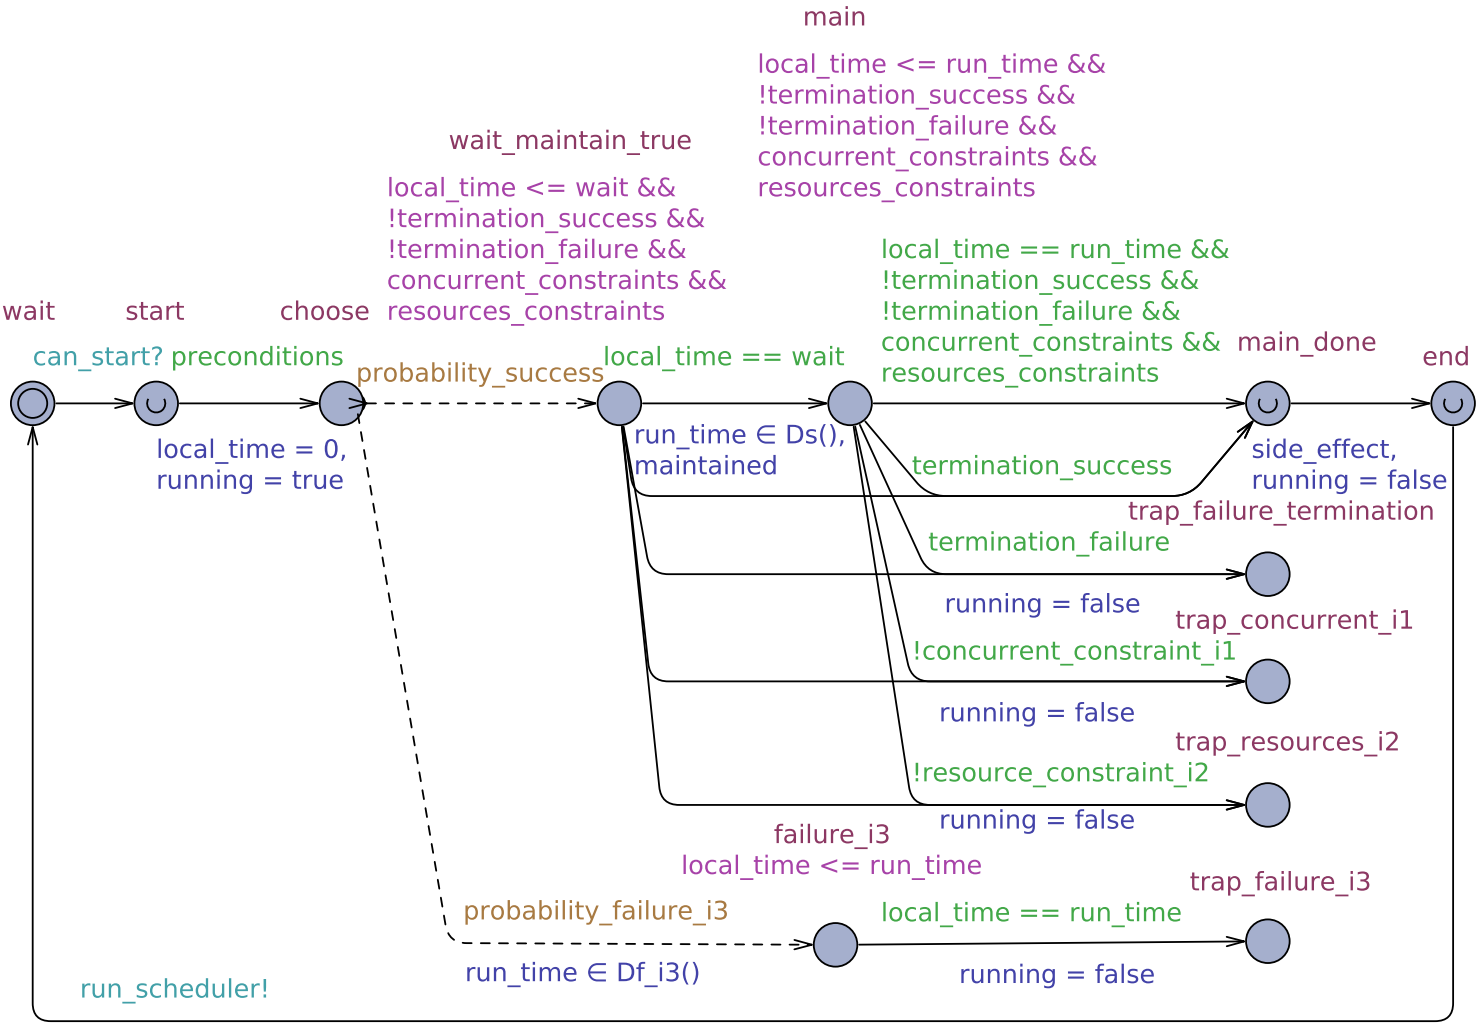 main
local_time <= run_time &&
!termination_success &&
!termination_failure &&
concurrent_constraints &&
resources_constraints
wait_maintain_true
local_time <= wait &&
!termination_success &&
!termination_failure &&
concurrent_constraints &&
resources_constraints
local_time == run_time &&
!termination_success &&
!termination_failure &&
concurrent_constraints &&
resources_constraints
wait
start
choose
main_done
end
can_start?
preconditions
probability_success
local_time == wait
local_time = 0,
running = true
run_time ∈ Ds(),
maintained
side_effect,
running = false
termination_success
trap_failure_termination
termination_failure
running = false
trap_concurrent_i1
!concurrent_constraint_i1
running = false
trap_resources_i2
!resource_constraint_i2
running = false
failure_i3
local_time <= run_time
trap_failure_i3
probability_failure_i3
local_time == run_time
run_time ∈ Df_i3()
running = false
run_scheduler!